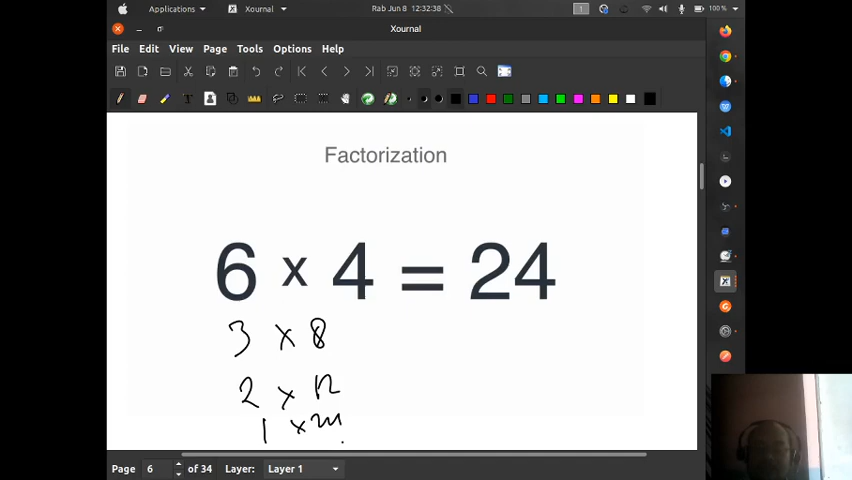 Applications Xournal Rab Jun 8 12:32:38 1 100 %
Xournal
File Edit View Page Tools Options Help
Factorization
6 x 4 = 24
3 x 8
2 x 12
1 x
Page 6 of 34 Layer: Layer 1